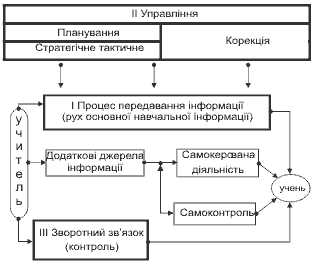 II Управління
Планування
Стратегічне тактичне
Корекція
I Процес передавання інформації
(рух основної навчальної інформації)
учитель
Додаткові джерела
інформації
Самокерована
діяльність
учень
Самоконтроль
III Зворотний зв'язок
(контроль)